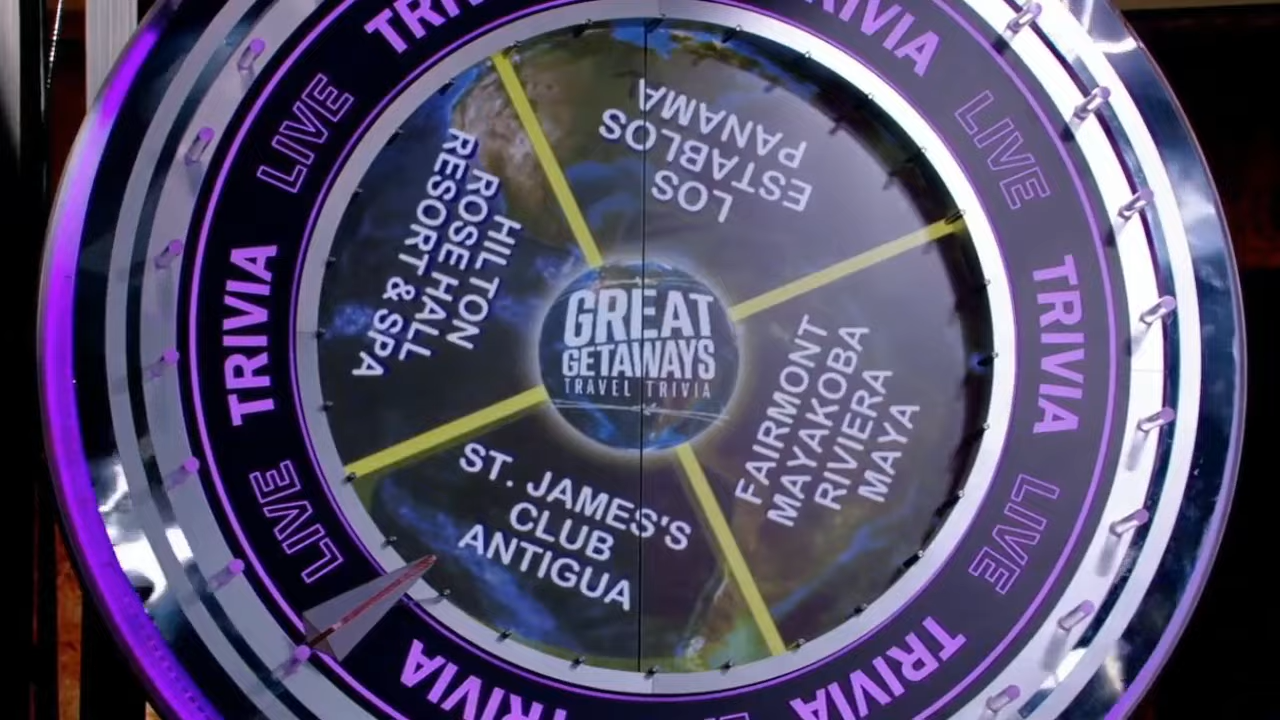 TRIVIA
TRIVIA
LIVE
LIVE
LOS
ESTABLOS
PANAMA
HILTON
ROSE HALL
RESORT & SPA
TRIVIA
TRIVIA
GREAT
GETAWAYS
TRAVEL TRIVIA
FAIRMONT
MAYAKOBA
RIVIERA
MAYA
ST. JAMES'S
CLUB
ANTIGUA
LIVE
LIVE
TRIVIA
TRIVIA
TRIVIA